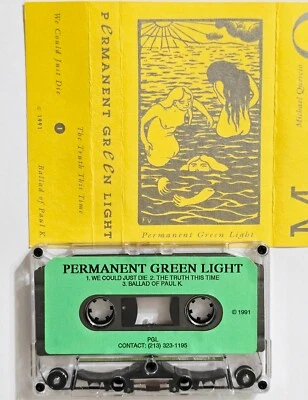 We Could Just Die
© 1991
1
The Truth This Time
Ballad of Paul K.
PeRMANENT GReeN LIGHT
FV
Permanent Green Light
Michael Quercio
PERMANENT GREEN LIGHT
1. WE COULD JUST DIE 2. THE TRUTH THIS TIME
3. BALLAD OF PAUL K.
© 1991
PGL
CONTACT: (213) 323-1195